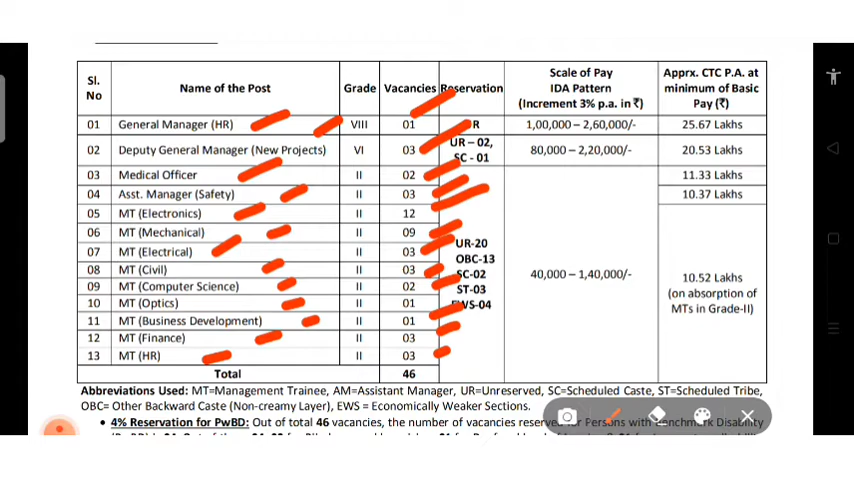 Sl. No Name of the Post Grade Vacancies Reservation Scale of Pay IDA Pattern (Increment 3% p.a. in ₹) Apprx. CTC P.A. at minimum of Basic Pay (₹)
01 General Manager (HR) VIII 01 R 1,00,000 – 2,60,000/- 25.67 Lakhs
02 Deputy General Manager (New Projects) VI 03 UR – 02, SC - 01 80,000 – 2,20,000/- 20.53 Lakhs
03 Medical Officer II 02 11.33 Lakhs
04 Asst. Manager (Safety) II 03 10.37 Lakhs
05 MT (Electronics) II 12
06 MT (Mechanical) II 09
07 MT (Electrical) II 03 UR-20
OBC-13
08 MT (Civil) II 03 SC-02 40,000 – 1,40,000/- 10.52 Lakhs
09 MT (Computer Science) II 02 ST-03 (on absorption of
10 MT (Optics) II 01 EWS-04 MTs in Grade-II)
11 MT (Business Development) II 01
12 MT (Finance) II 03
13 MT (HR) II 03
Total 46
Abbreviations Used: MT=Management Trainee, AM=Assistant Manager, UR=Unreserved, SC=Scheduled Caste, ST=Scheduled Tribe,
OBC= Other Backward Caste (Non-creamy Layer), EWS = Economically Weaker Sections.
• 4% Reservation for PwBD: Out of total 46 vacancies, the number of vacancies reserved for Persons with Benchmark Disability